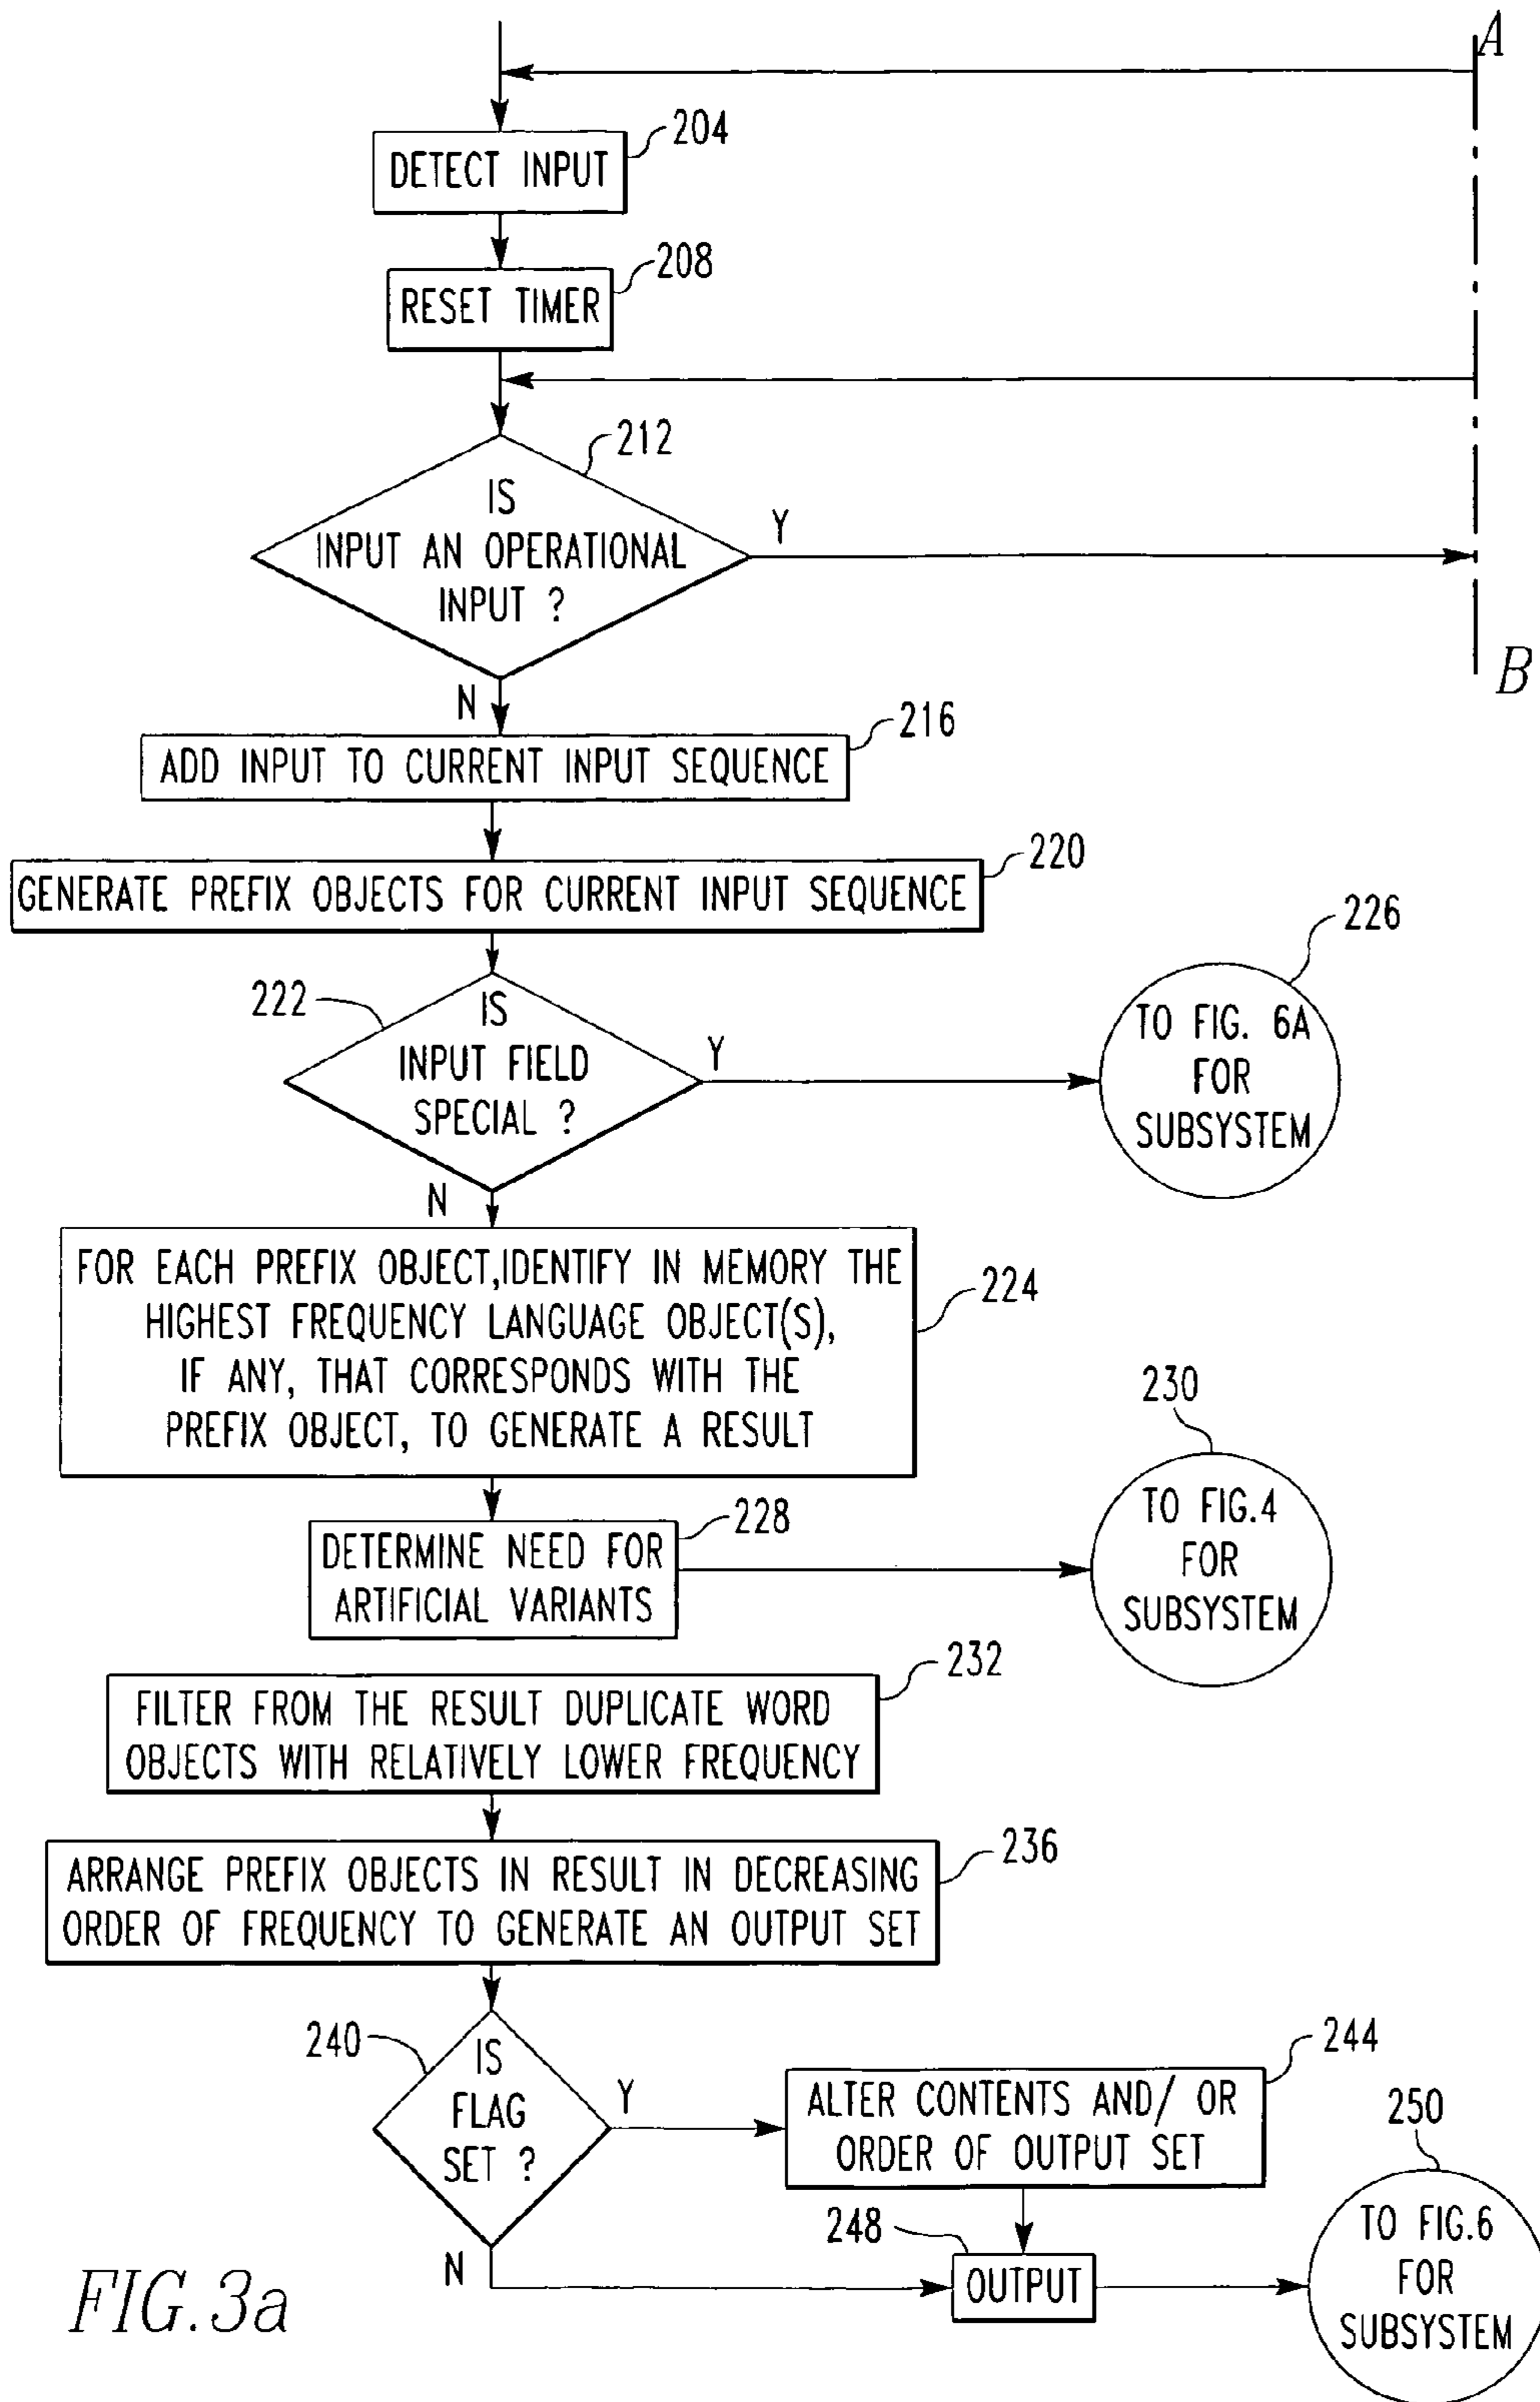 A
204
DETECT INPUT
208
RESET TIMER
212
IS
INPUT AN OPERATIONAL
INPUT ?
Y
B
N
216
ADD INPUT TO CURRENT INPUT SEQUENCE
220
GENERATE PREFIX OBJECTS FOR CURRENT INPUT SEQUENCE
226
222
IS
INPUT FIELD
SPECIAL ?
Y
TO FIG. 6A
FOR
SUBSYSTEM
N
FOR EACH PREFIX OBJECT,IDENTIFY IN MEMORY THE
HIGHEST FREQUENCY LANGUAGE OBJECT(S),
IF ANY, THAT CORRESPONDS WITH THE
PREFIX OBJECT, TO GENERATE A RESULT
224
230
228
DETERMINE NEED FOR
ARTIFICIAL VARIANTS
TO FIG.4
FOR
SUBSYSTEM
232
FILTER FROM THE RESULT DUPLICATE WORD
OBJECTS WITH RELATIVELY LOWER FREQUENCY
236
ARRANGE PREFIX OBJECTS IN RESULT IN DECREASING
ORDER OF FREQUENCY TO GENERATE AN OUTPUT SET
240
IS
FLAG
SET ?
Y
244
ALTER CONTENTS AND/ OR
ORDER OF OUTPUT SET
250
N
248
OUTPUT
TO FIG.6
FOR
SUBSYSTEM
FIG.3a